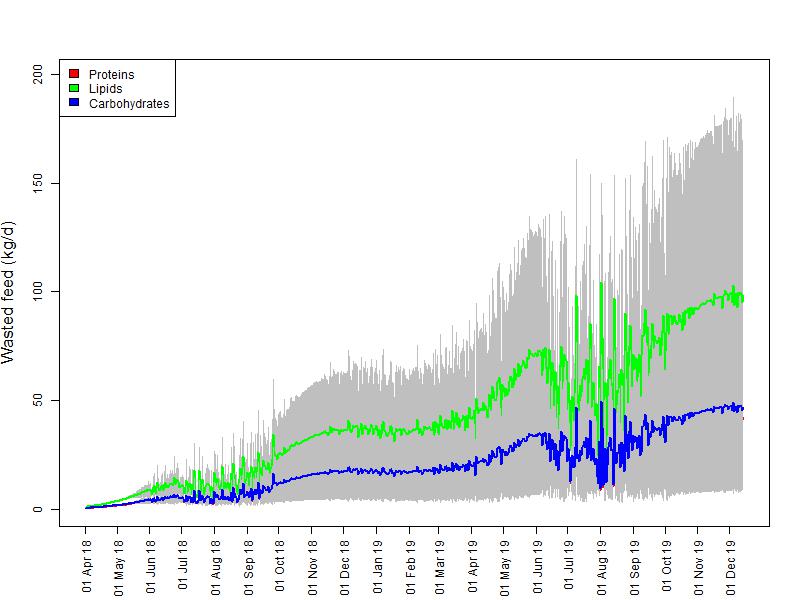 Proteins
Lipids
Carbohydrates
Wasted feed (kg/d)
200
150
100
50
0
01 Apr 18
01 May 18
01 Jun 18
01 Jul 18
01 Aug 18
01 Sep 18
01 Oct 18
01 Nov 18
01 Dec 18
01 Jan 19
01 Feb 19
01 Mar 19
01 Apr 19
01 May 19
01 Jun 19
01 Jul 19
01 Aug 19
01 Sep 19
01 Oct 19
01 Nov 19
01 Dec 19